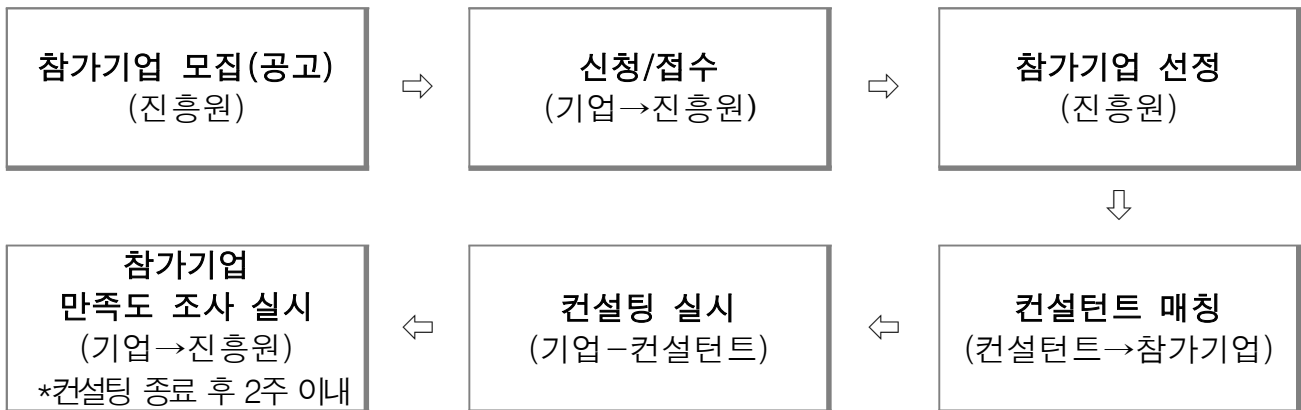 참가기업 모집(공고)
(진흥원)
⇨
신청/접수
(기업→진흥원)
⇨
참가기업 선정
(진흥원)
⇩
컨설턴트 매칭
(컨설턴트→참가기업)
⇦
컨설팅 실시
(기업-컨설턴트)
⇦
참가기업
만족도 조사 실시
(기업→진흥원)
*컨설팅 종료 후 2주 이내